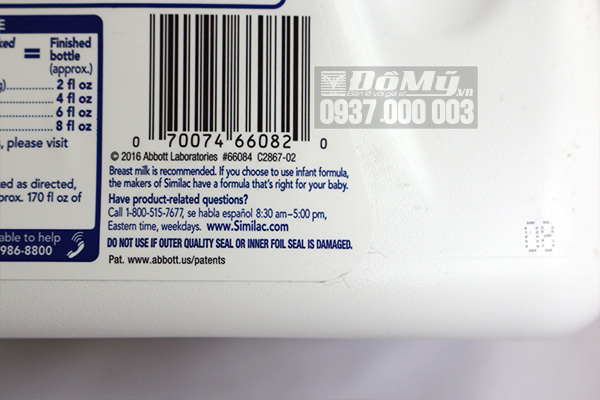 ked = Finished
bottle
(approx.)
g) 2 fl oz
4 fl oz
6 fl oz
8 fl oz
s, please visit
ed as directed,
prox. 170 fl oz of
able to help
986-8800
0 70074 66082 0
© 2016 Abbott Laboratories #66084 C2867-02
Breast milk is recommended. If you choose to use infant formula,
the makers of Similac have a formula that's right for your baby.
Have product-related questions?
Call 1-800-515-7677, se habla español 8:30 am–5:00 pm,
Eastern time, weekdays. www.Similac.com
DO NOT USE IF OUTER QUALITY SEAL OR INNER FOIL SEAL IS DAMAGED.
Pat. www.abbott.us/patents
ĐồMỹ.vn
0937.000 003
08